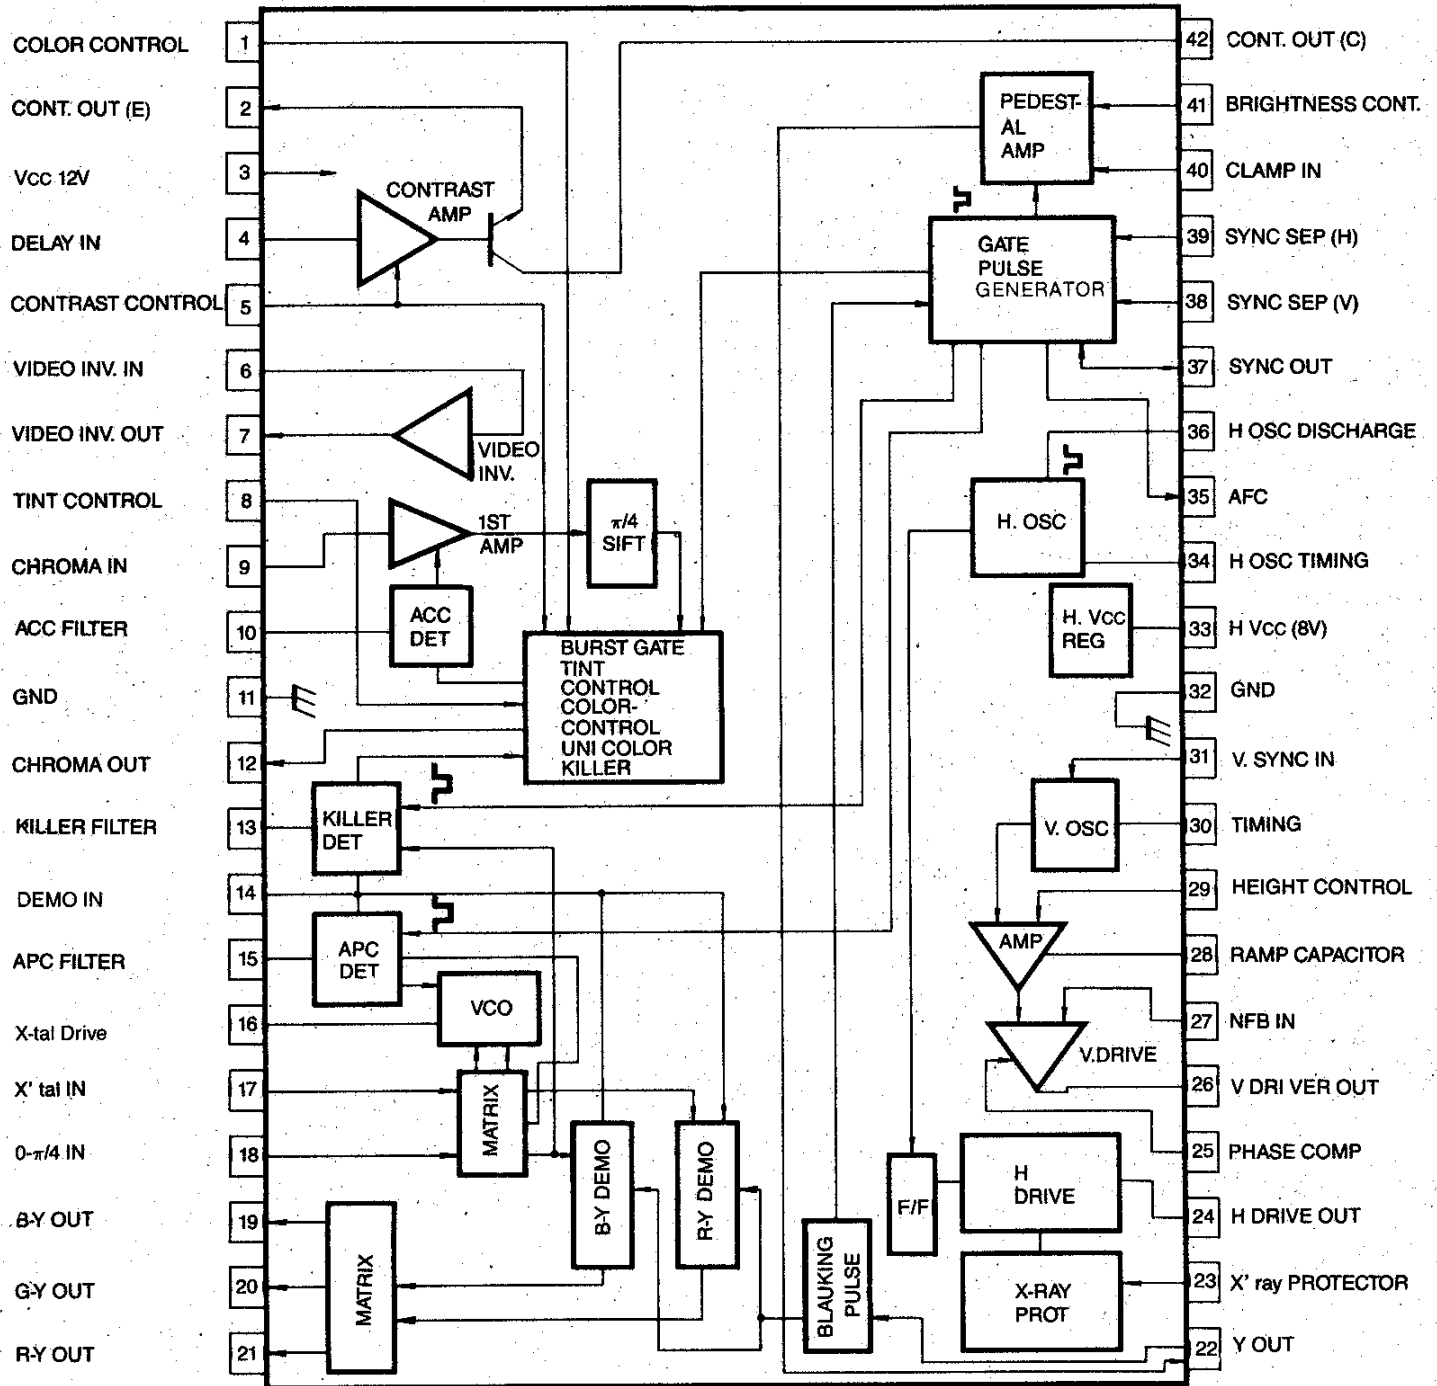 COLOR CONTROL 1
CONT. OUT (E) 2
Vcc 12V 3
DELAY IN 4
CONTRAST CONTROL 5
VIDEO INV. IN 6
VIDEO INV. OUT 7
TINT CONTROL 8
CHROMA IN 9
ACC FILTER 10
GND 11
CHROMA OUT 12
KILLER FILTER 13
DEMO IN 14
APC FILTER 15
X-tal Drive 16
X' tal IN 17
0-π/4 IN 18
B-Y OUT 19
G-Y OUT 20
R-Y OUT 21
CONTRAST
AMP
VIDEO
INV.
1ST
AMP
π/4
SIFT
ACC
DET
BURST GATE
TINT
CONTROL
COLOR-
CONTROL
UNI COLOR
KILLER
KILLER
DET
APC
DET
VCO
MATRIX
B-Y DEMO
R-Y DEMO
MATRIX
BLAUKING
PULSE
PEDEST-
AL
AMP
GATE
PULSE
GENERATOR
H. OSC
H. Vcc
REG
V. OSC
AMP
V.DRIVE
F/F
H
DRIVE
X-RAY
PROT
42 CONT. OUT (C)
41 BRIGHTNESS CONT.
40 CLAMP IN
39 SYNC SEP (H)
38 SYNC SEP (V)
37 SYNC OUT
36 H OSC DISCHARGE
35 AFC
34 H OSC TIMING
33 H Vcc (8V)
32 GND
31 V. SYNC IN
30 TIMING
29 HEIGHT CONTROL
28 RAMP CAPACITOR
27 NFB IN
26 V DRI VER OUT
25 PHASE COMP
24 H DRIVE OUT
23 X' ray PROTECTOR
22 Y OUT